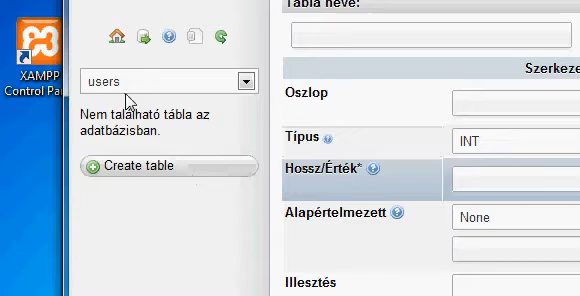 Tábla neve:
XAMPP
Control Pa
users
Nem található tábla az
adatbázisban.
Create table
Szerkeze
Oszlop
Típus
INT
Hossz/Érték*
Alapértelmezett
None
Illesztés